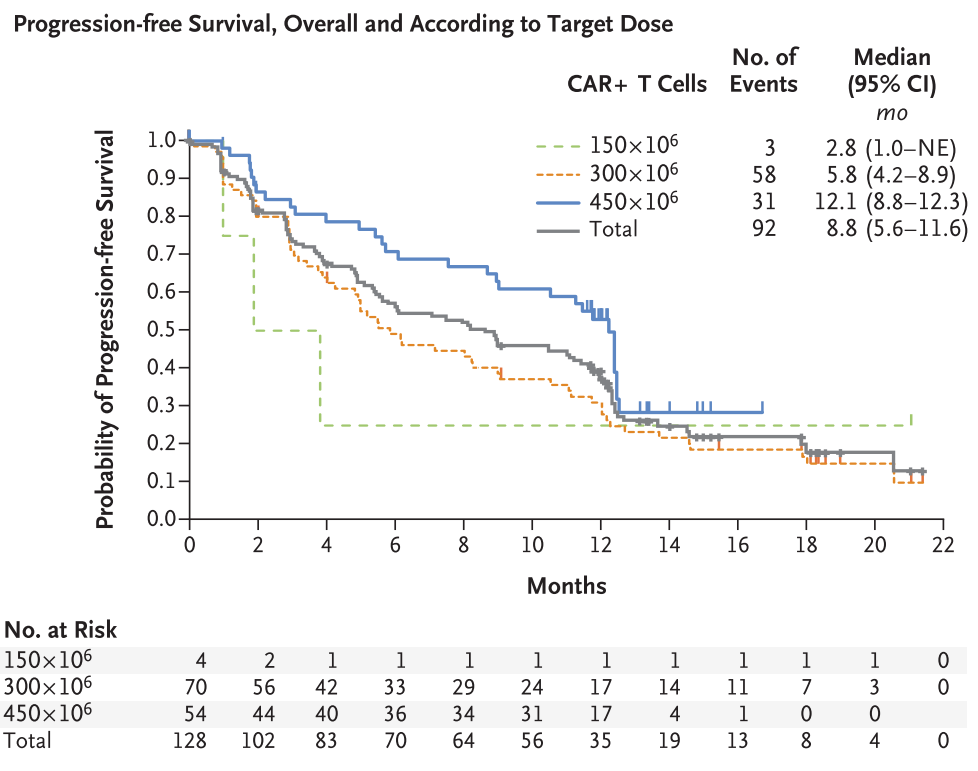 Progression-free Survival, Overall and According to Target Dose
CAR+ T Cells No. of Events Median (95% CI)
mo
150×10⁶ 3 2.8 (1.0–NE)
300×10⁶ 58 5.8 (4.2–8.9)
450×10⁶ 31 12.1 (8.8–12.3)
Total 92 8.8 (5.6–11.6)
Probability of Progression-free Survival
1.0
0.9
0.8
0.7
0.6
0.5
0.4
0.3
0.2
0.1
0.0
0 2 4 6 8 10 12 14 16 18 20 22
Months
No. at Risk
150×10⁶ 4 2 1 1 1 1 1 1 1 1 1 0
300×10⁶ 70 56 42 33 29 24 17 14 11 7 3 0
450×10⁶ 54 44 40 36 34 31 17 4 1 0 0
Total 128 102 83 70 64 56 35 19 13 8 4 0